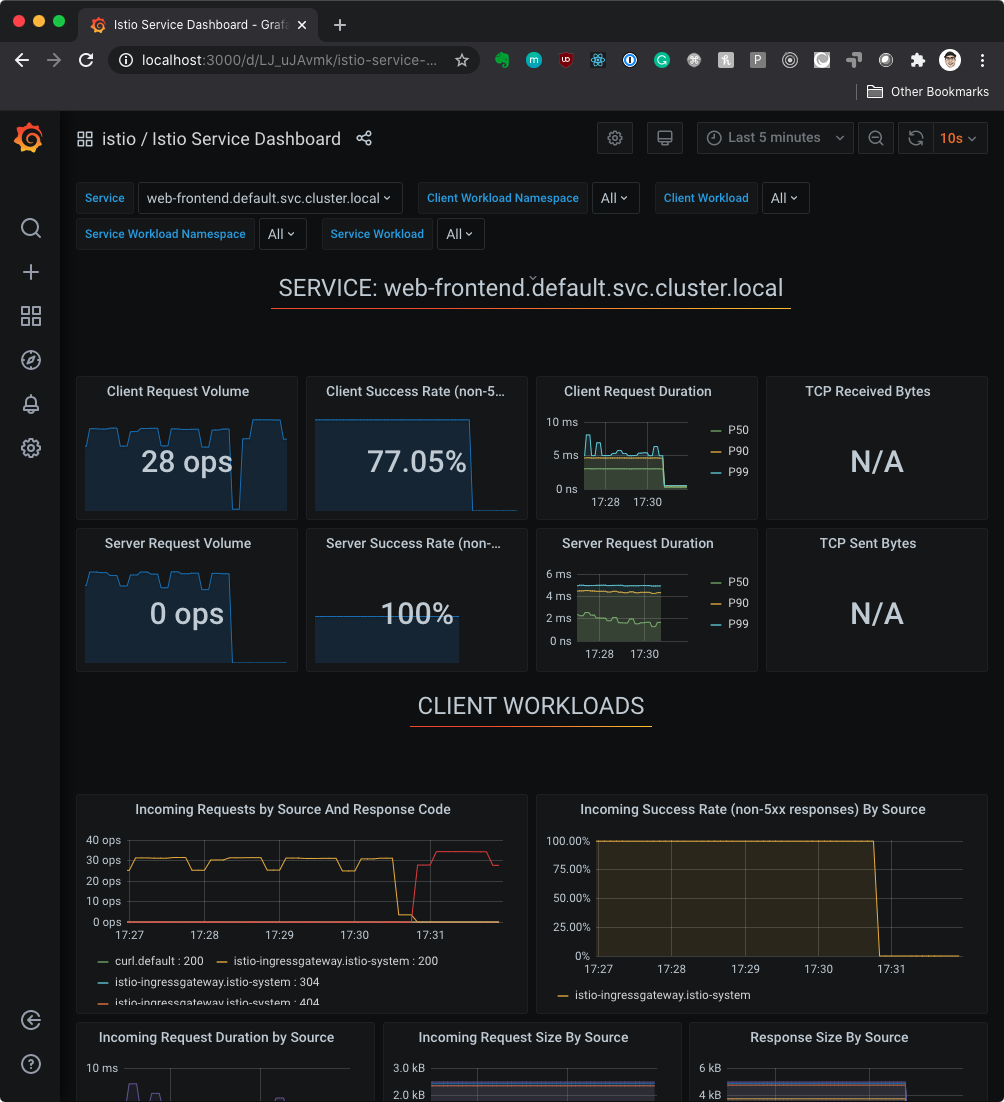 Istio Service Dashboard - Grafa
localhost:3000/d/LJ_uJAvmk/istio-service-...
Other Bookmarks
istio / Istio Service Dashboard
Last 5 minutes
10s
Service web-frontend.default.svc.cluster.local Client Workload Namespace All Client Workload All
Service Workload Namespace All Service Workload All
SERVICE: web-frontend.default.svc.cluster.local
Client Request Volume
28 ops
Client Success Rate (non-5...
77.05%
Client Request Duration
10 ms
5 ms
0 ns
17:28 17:30
P50
P90
P99
TCP Received Bytes
N/A
Server Request Volume
0 ops
Server Success Rate (non-...
100%
Server Request Duration
6 ms
4 ms
2 ms
0 ns
17:28 17:30
P50
P90
P99
TCP Sent Bytes
N/A
CLIENT WORKLOADS
Incoming Requests by Source And Response Code
40 ops
30 ops
20 ops
10 ops
0 ops
17:27 17:28 17:29 17:30 17:31
curl.default : 200 istio-ingressgateway.istio-system : 200
istio-ingressgateway.istio-system : 304
istio-ingressgateway.istio-system : 404
Incoming Success Rate (non-5xx responses) By Source
100.00%
75.00%
50.00%
25.00%
0%
17:27 17:28 17:29 17:30 17:31
istio-ingressgateway.istio-system
Incoming Request Duration by Source
10 ms
Incoming Request Size By Source
3.0 kB
2.0 kB
Response Size By Source
6 kB
4 kB